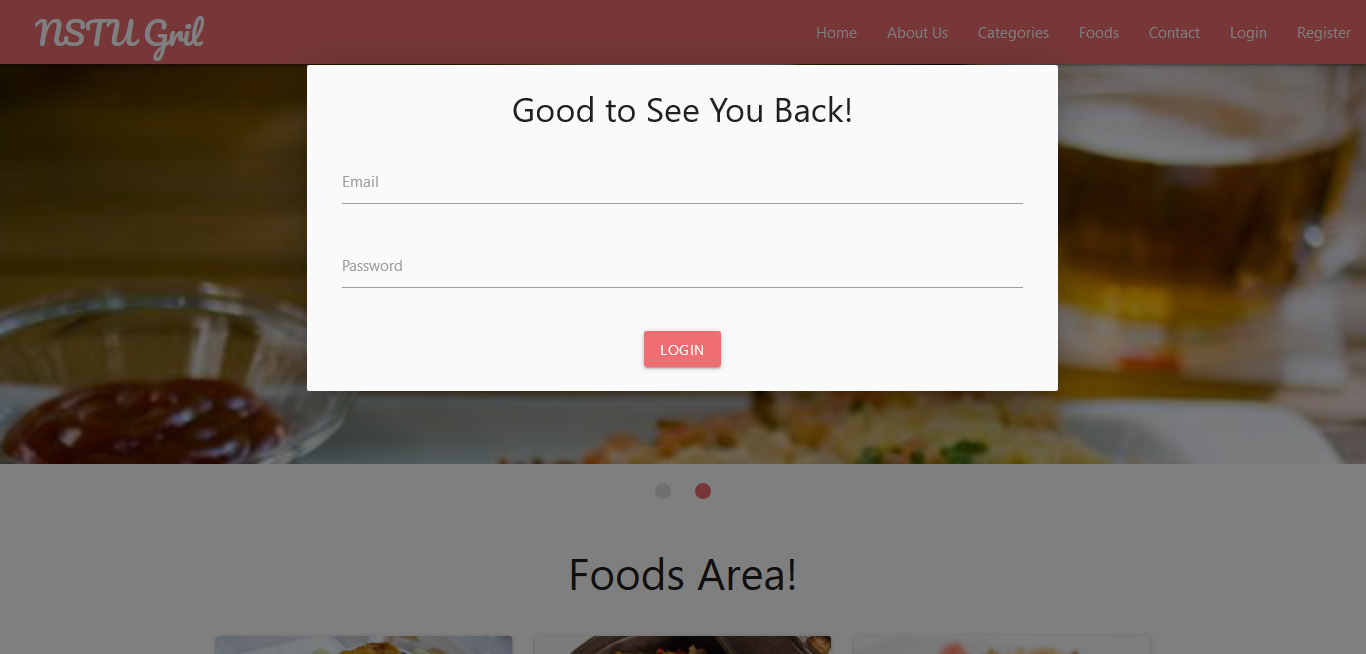 NSTU Gril
Home About Us Categories Foods Contact Login Register
Good to See You Back!
Email
Password
LOGIN
Foods Area!